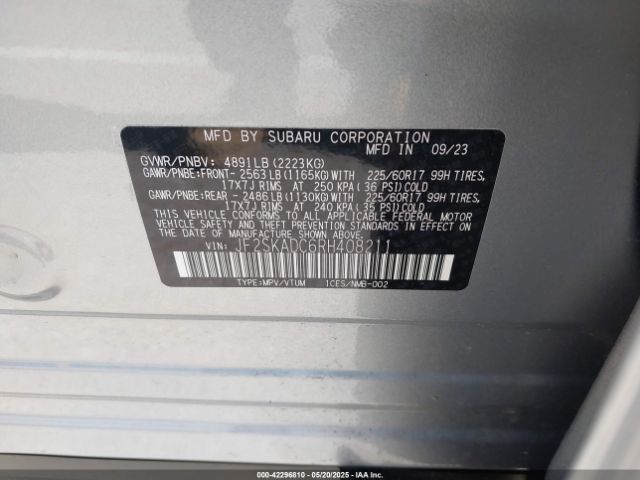 MFD BY SUBARU CORPORATION
MFD IN 09/23
GVWR/PNBV: 4891LB(2223KG)
GAWR/PNBE:FRONT- 2563LB(1165KG)WITH 225/60R17 99H TIRES,
17X7J RIMS AT 250 KPA(36 PSI)COLD
GAWR/PNBE:REAR - 2486LB(1130KG)WITH 225/60R17 99H TIRES,
17X7J RIMS AT 240 KPA(35 PSI)COLD
THIS VEHICLE CONFORMS TO ALL APPLICABLE FEDERAL MOTOR
VEHICLE SAFETY AND BUMPER STANDARDS IN EFFECT ON
THE DATE OF MANUFACTURE SHOWN ABOVE.
VIN: JF2SKADC6RH408211
TYPE:MPV/VTUM ICES/NMB-002
000-42296810 - 05/20/2025 - IAAI.CA